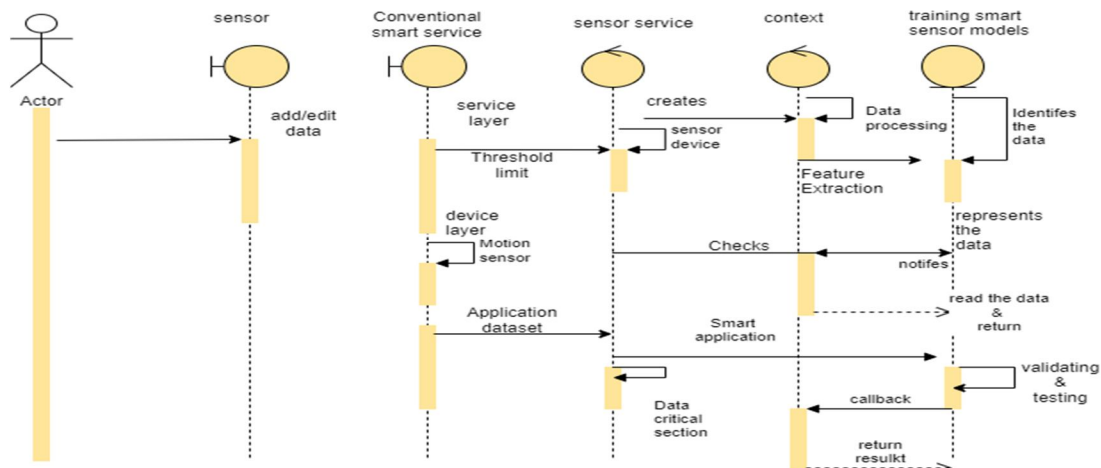 sensor
Conventional
smart service
sensor service
context
training smart
sensor models
Actor
add/edit
data
service
layer
creates
sensor
device
Data
processing
Identifes
the
data
Threshold
limit
Feature
Extraction
device
layer
Motion
sensor
represents
the
data
Checks
notifes
read the data
&
return
Application
dataset
Smart
application
validating
&
testing
Data
critical
section
callback
return
resulkt